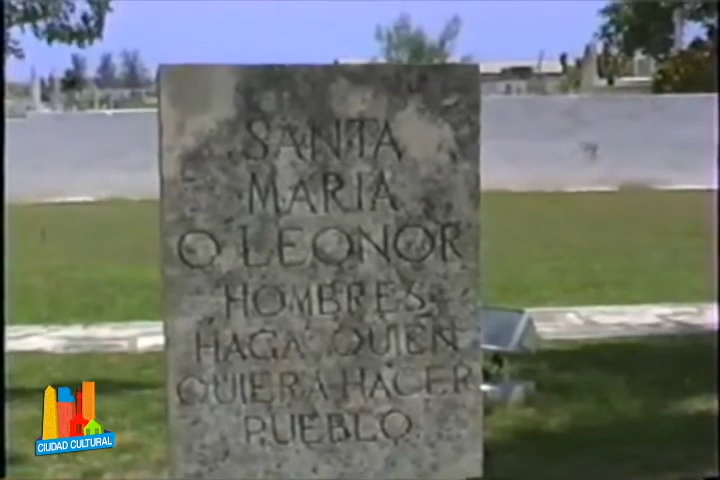 SANTA
MARIA
O LEONOR
HOMBRES
HAGA QUIEN
QUIERA HACER
PUEBLO
CIUDAD CULTURAL